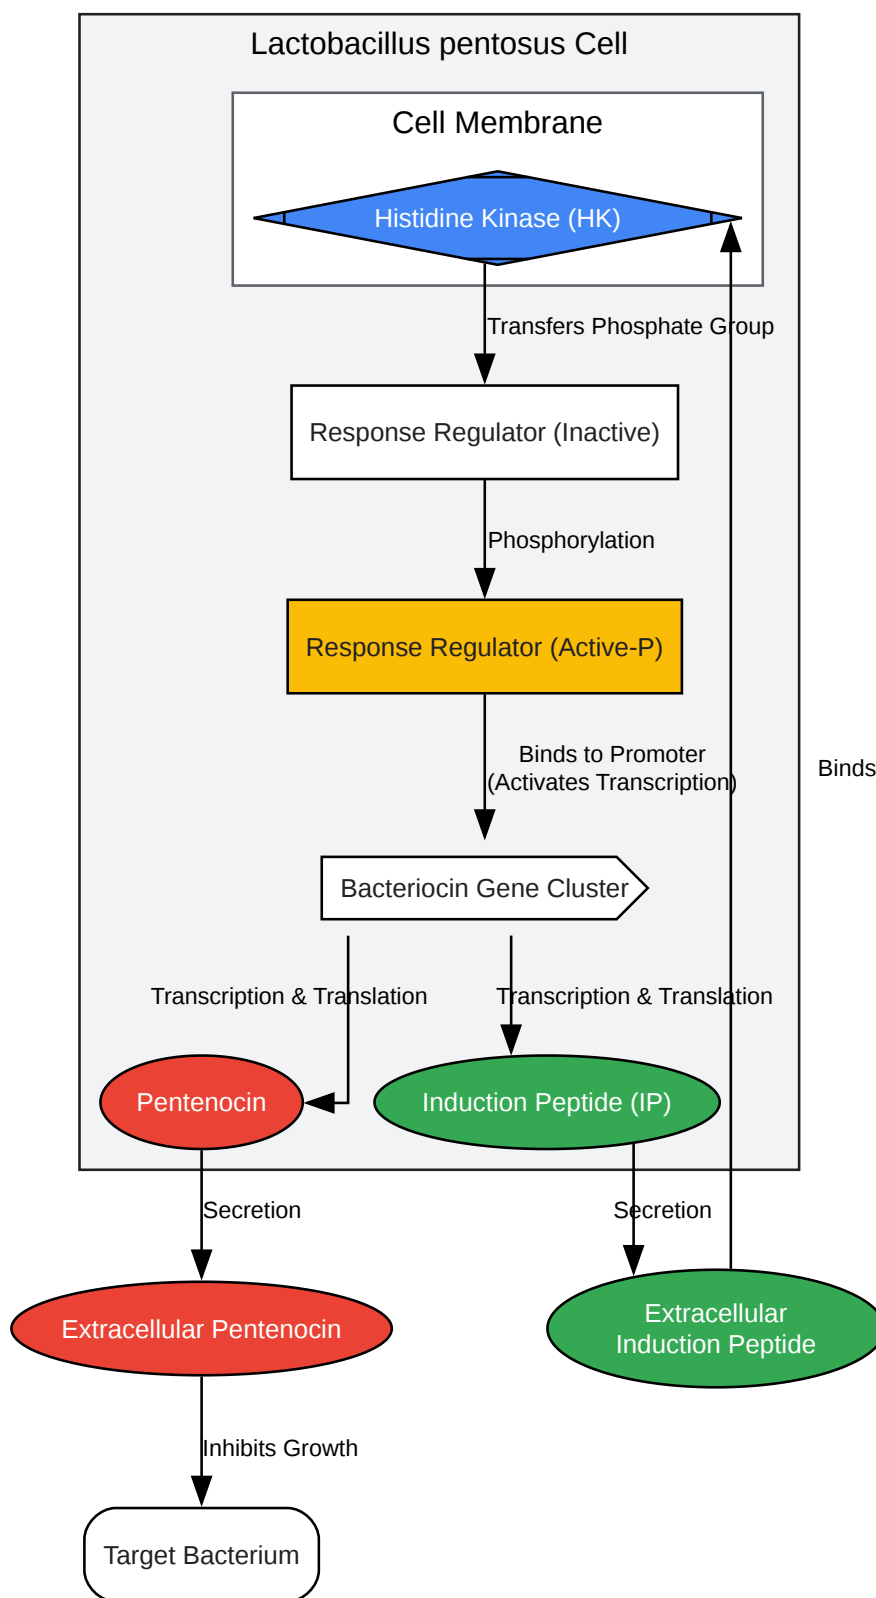 Lactobacillus pentosus Cell
Cell Membrane
Histidine Kinase (HK)
Transfers Phosphate Group
Response Regulator (Inactive)
Phosphorylation
Response Regulator (Active-P)
Binds to Promoter
(Activates Transcription)
Binds
Bacteriocin Gene Cluster
Transcription & Translation
Transcription & Translation
Pentenocin
Induction Peptide (IP)
Secretion
Secretion
Extracellular Pentenocin
Extracellular
Induction Peptide
Inhibits Growth
Target Bacterium